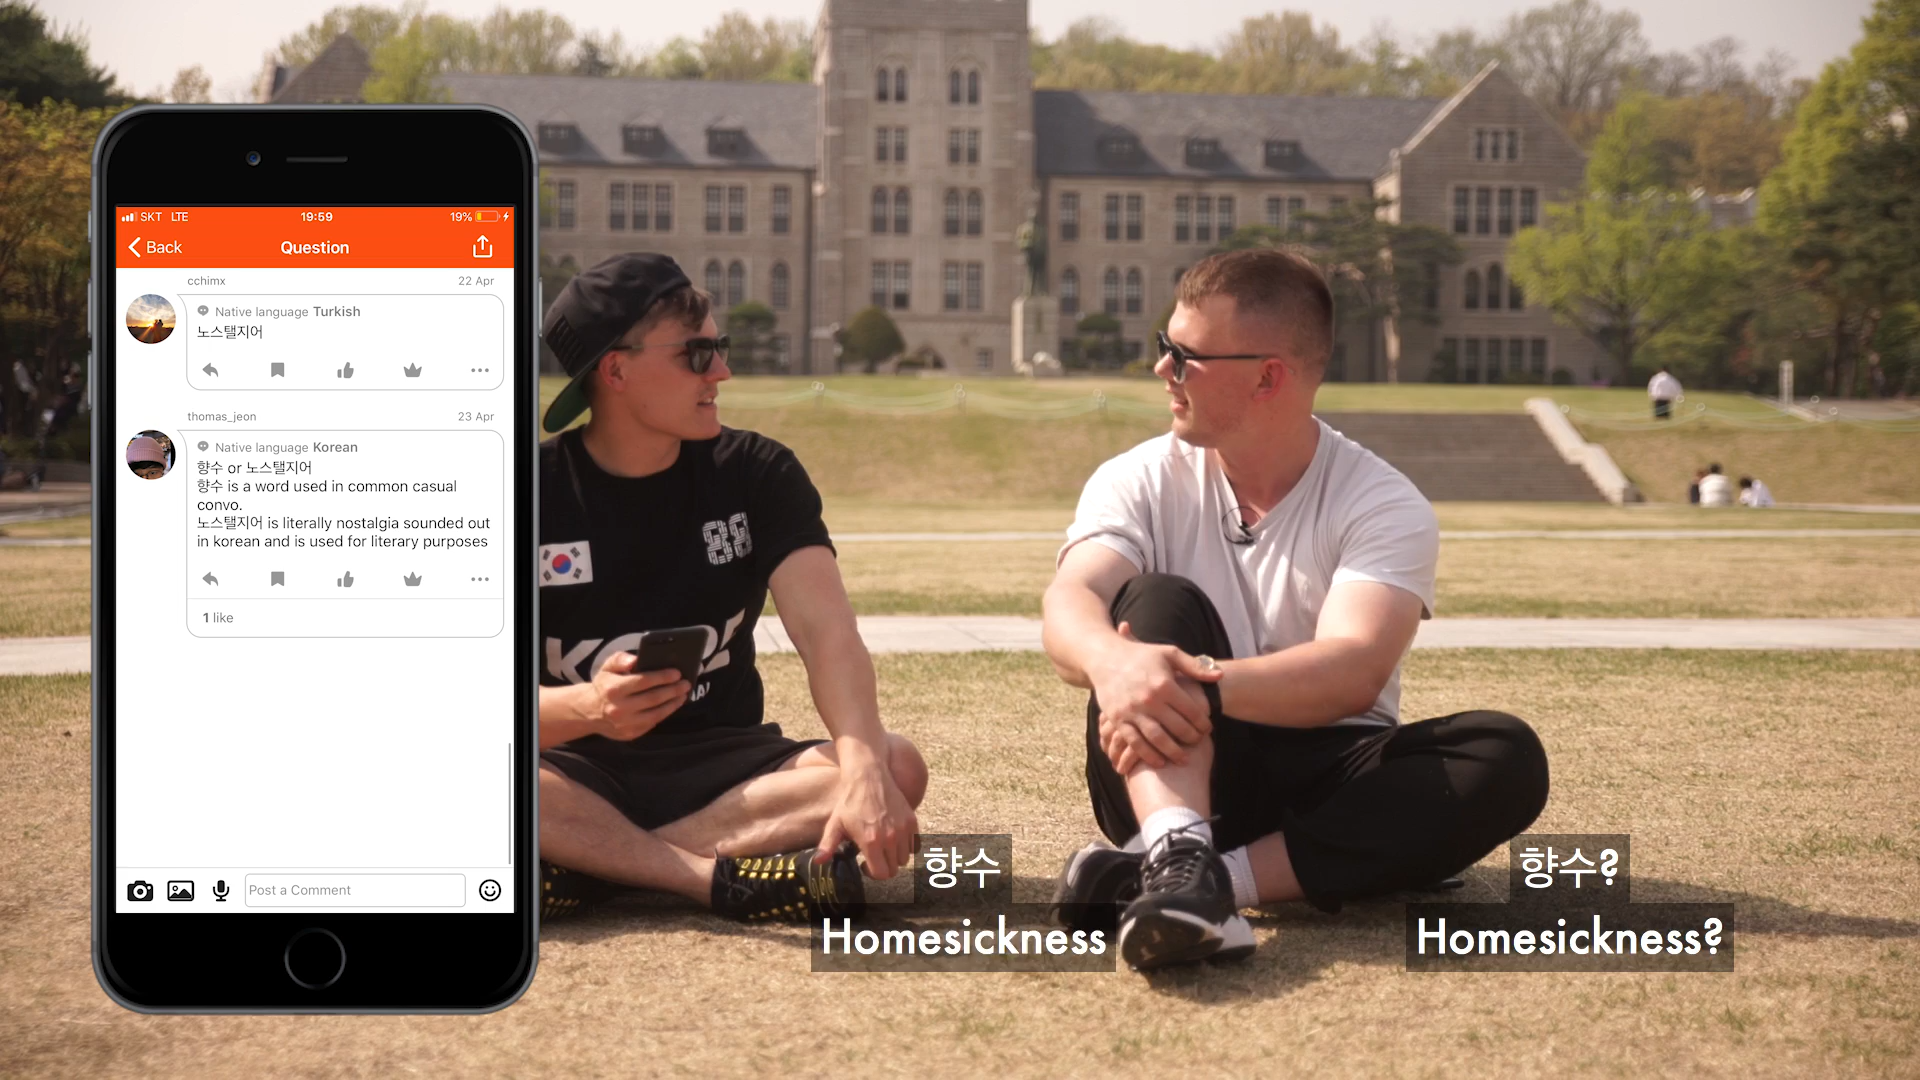 SKT LTE 19:59 19%
Back Question
cchimx 22 Apr
Native language Turkish
노스탤지어
thomas_jeon 23 Apr
Native language Korean
향수 or 노스탤지어
향수 is a word used in common casual
convo.
노스탤지어 is literally nostalgia sounded out
in korean and is used for literary purposes
1 like
Post a Comment
88
향수
Homesickness
향수?
Homesickness?